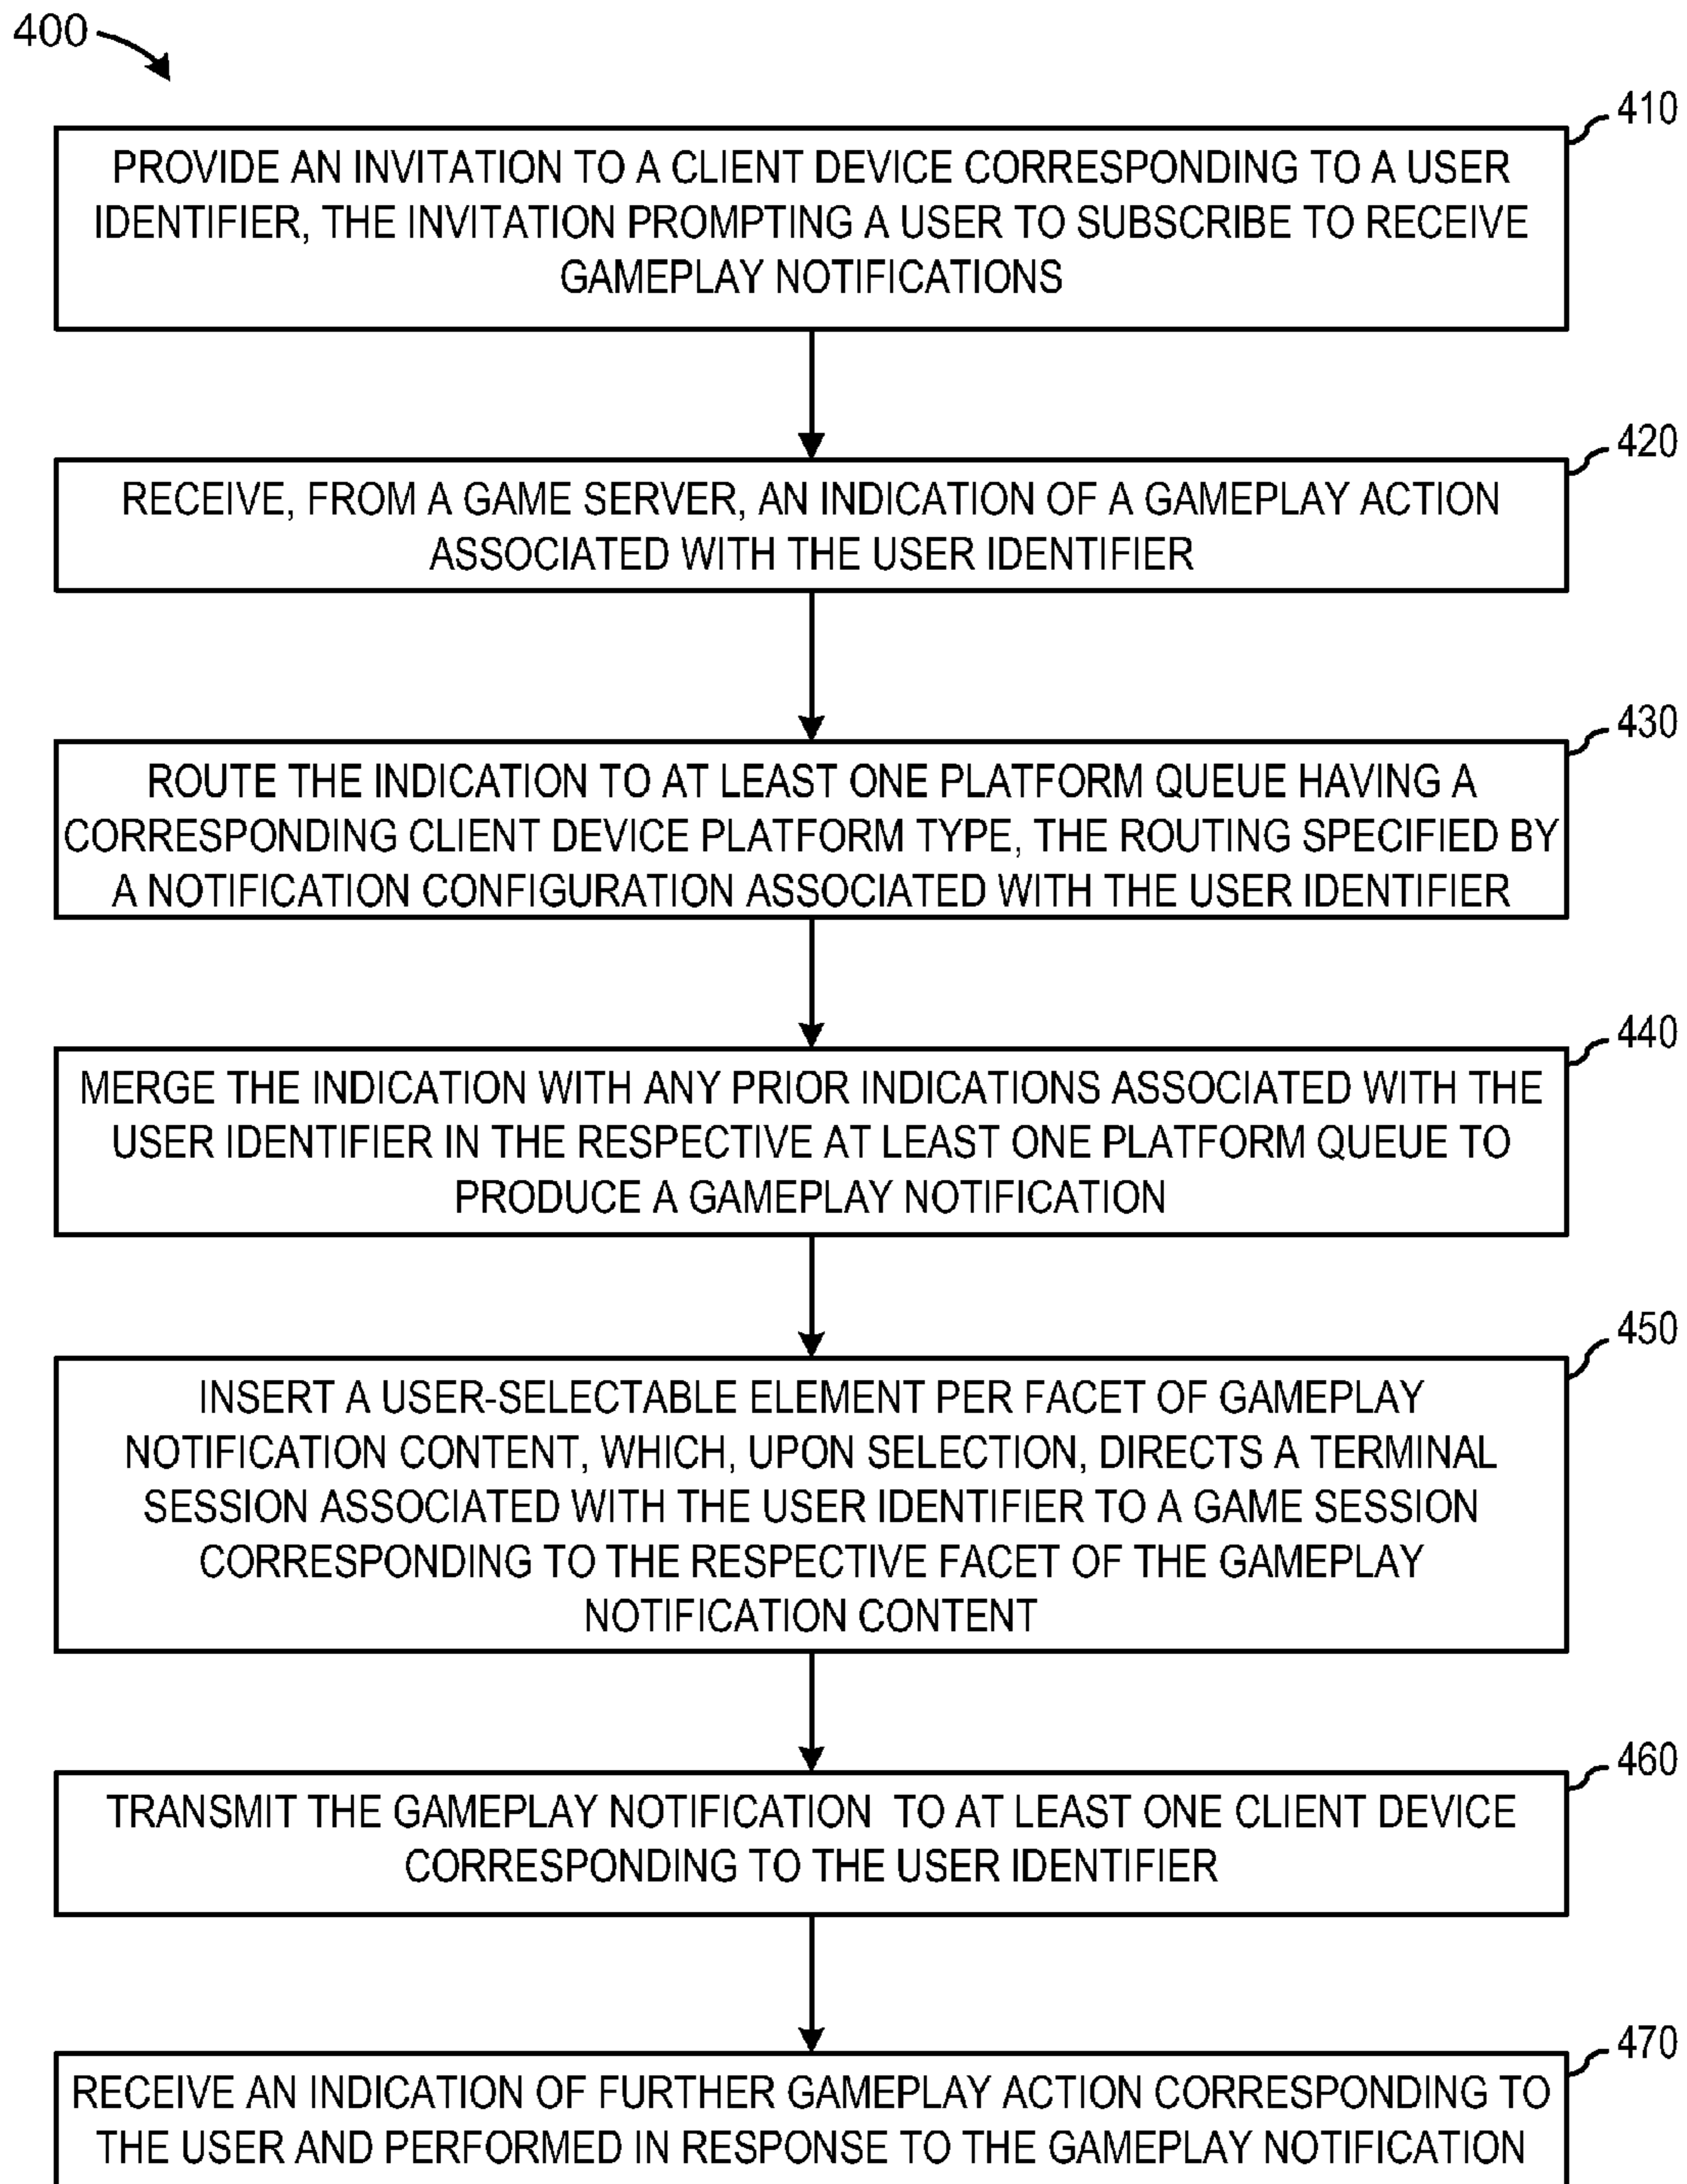 400
410
PROVIDE AN INVITATION TO A CLIENT DEVICE CORRESPONDING TO A USER
IDENTIFIER, THE INVITATION PROMPTING A USER TO SUBSCRIBE TO RECEIVE
GAMEPLAY NOTIFICATIONS
420
RECEIVE, FROM A GAME SERVER, AN INDICATION OF A GAMEPLAY ACTION
ASSOCIATED WITH THE USER IDENTIFIER
430
ROUTE THE INDICATION TO AT LEAST ONE PLATFORM QUEUE HAVING A
CORRESPONDING CLIENT DEVICE PLATFORM TYPE, THE ROUTING SPECIFIED BY
A NOTIFICATION CONFIGURATION ASSOCIATED WITH THE USER IDENTIFIER
440
MERGE THE INDICATION WITH ANY PRIOR INDICATIONS ASSOCIATED WITH THE
USER IDENTIFIER IN THE RESPECTIVE AT LEAST ONE PLATFORM QUEUE TO
PRODUCE A GAMEPLAY NOTIFICATION
450
INSERT A USER-SELECTABLE ELEMENT PER FACET OF GAMEPLAY
NOTIFICATION CONTENT, WHICH, UPON SELECTION, DIRECTS A TERMINAL
SESSION ASSOCIATED WITH THE USER IDENTIFIER TO A GAME SESSION
CORRESPONDING TO THE RESPECTIVE FACET OF THE GAMEPLAY
NOTIFICATION CONTENT
460
TRANSMIT THE GAMEPLAY NOTIFICATION TO AT LEAST ONE CLIENT DEVICE
CORRESPONDING TO THE USER IDENTIFIER
470
RECEIVE AN INDICATION OF FURTHER GAMEPLAY ACTION CORRESPONDING TO
THE USER AND PERFORMED IN RESPONSE TO THE GAMEPLAY NOTIFICATION